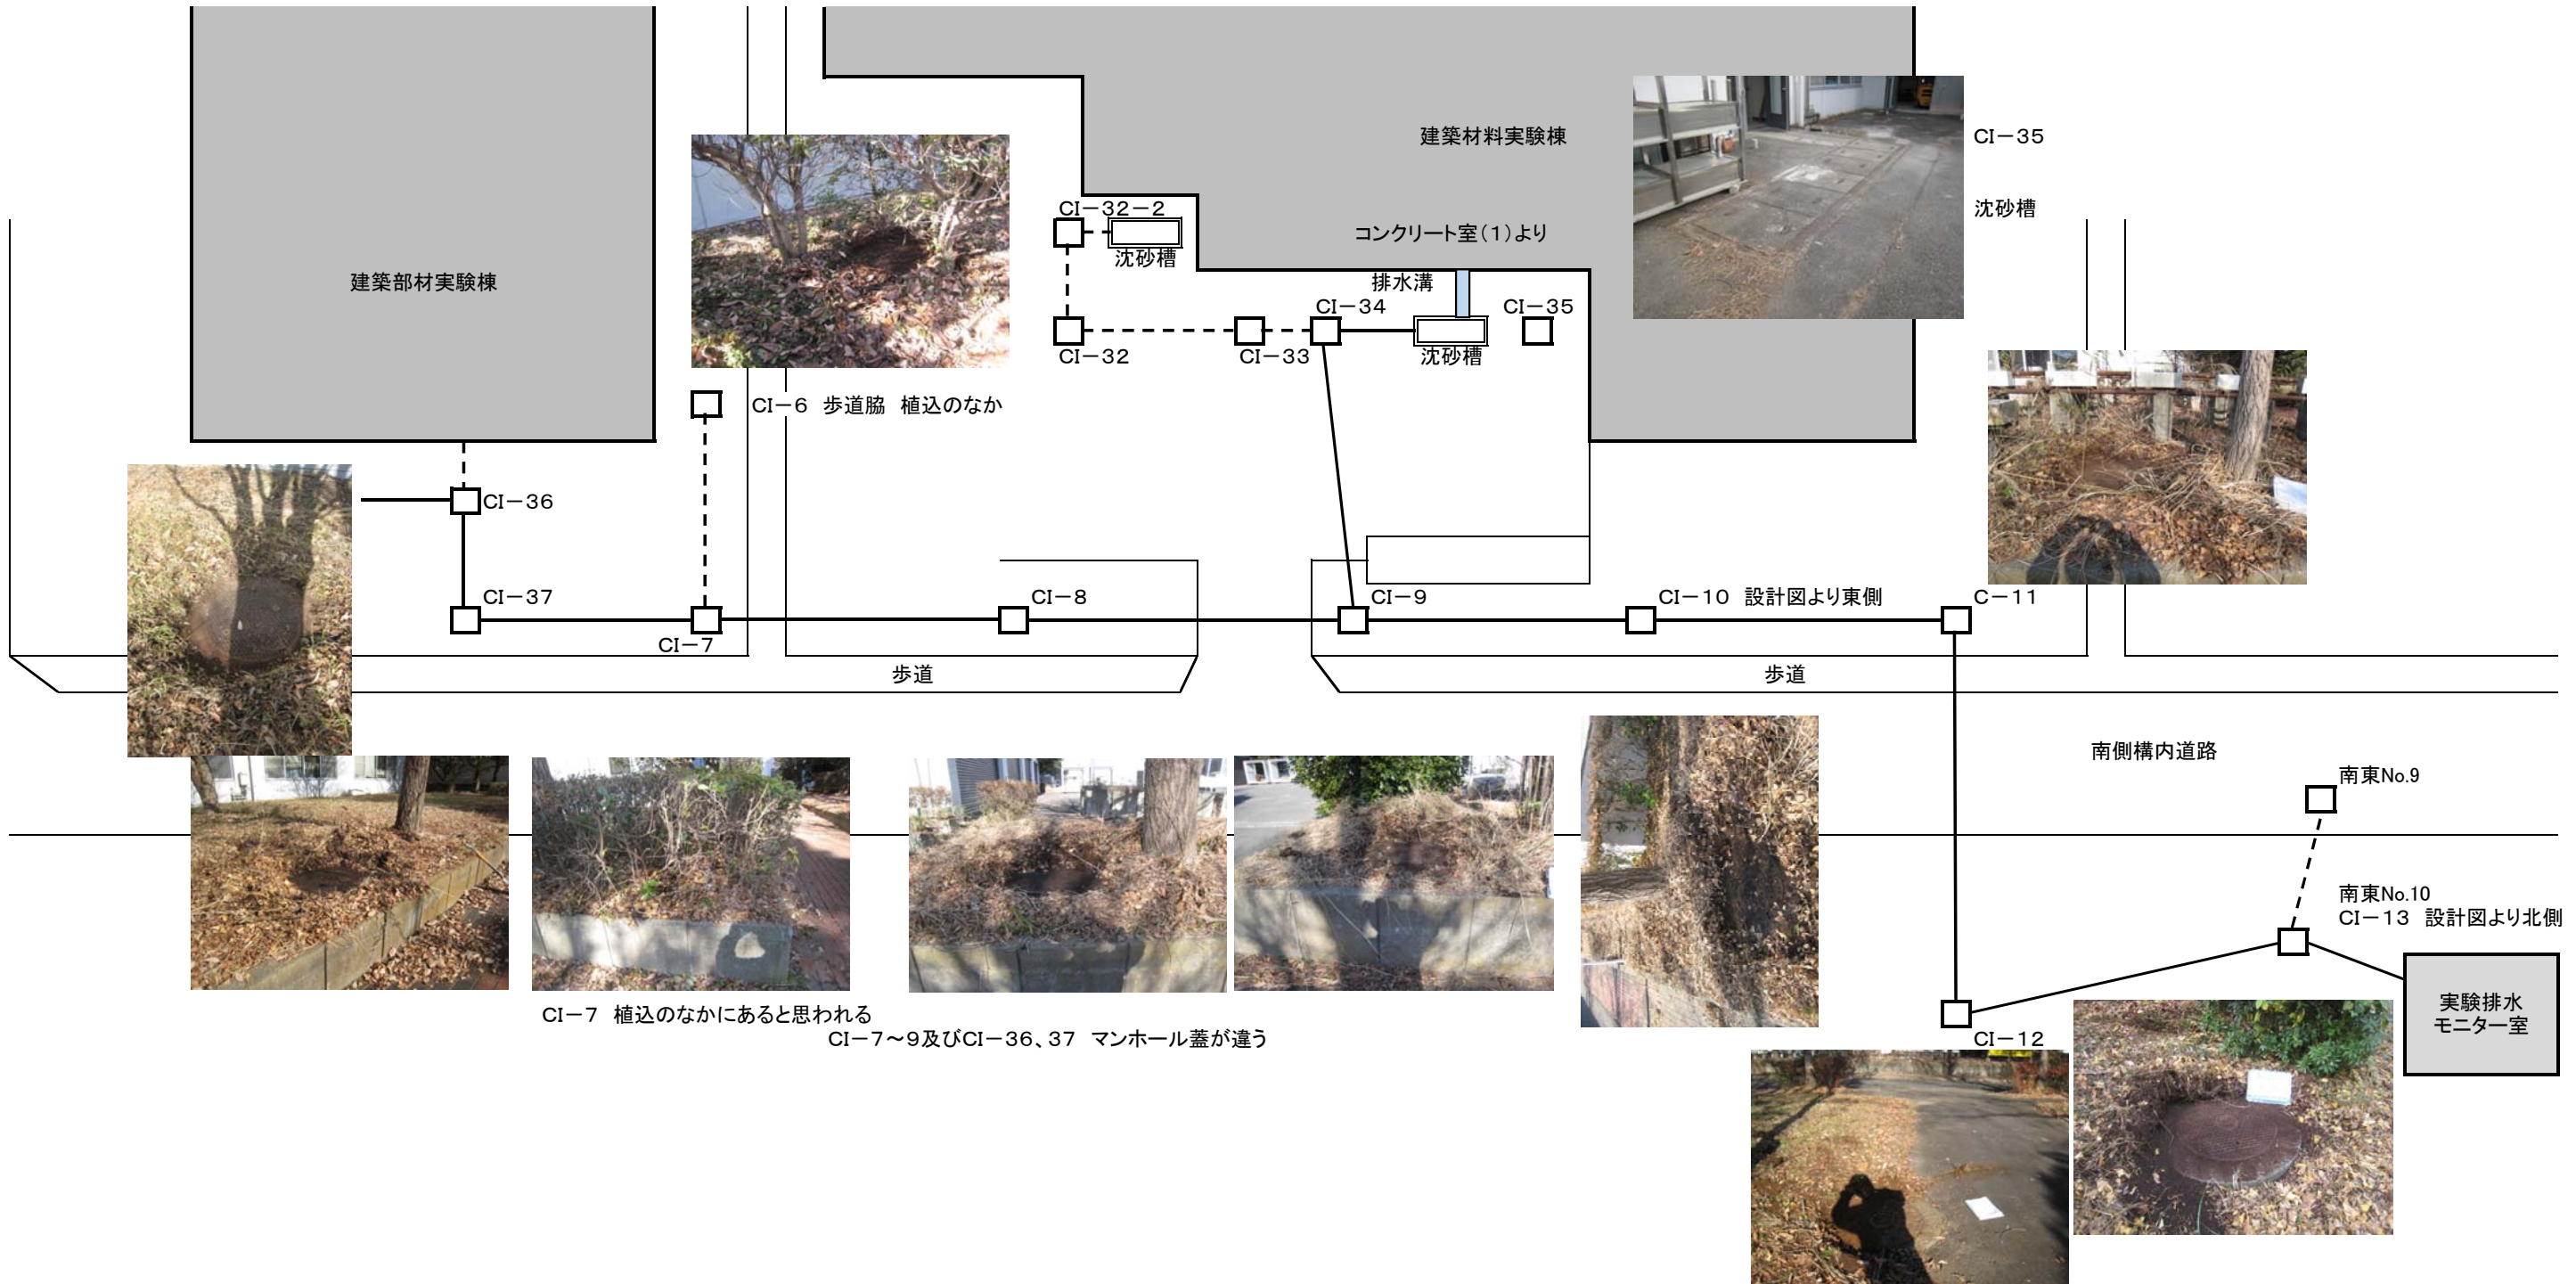 建築材料実験棟
CI－35
沈砂槽
CI－32－2
沈砂槽
コンクリート室（1）より
排水溝
建築部材実験棟
CI－34
CI－35
CI－32
CI－33
沈砂槽
CI－6　歩道脇　植込のなか
CI－36
CI－37
CI－8
CI－9
CI－10　設計図より東側
C－11
CI－7
歩道
歩道
南側構内道路
南東No.9
南東No.10
CI－13　設計図より北側
実験排水
モニター室
CI－7　植込のなかにあると思われる
CI－7～9及びCI－36、37　マンホール蓋が違う
CI－12